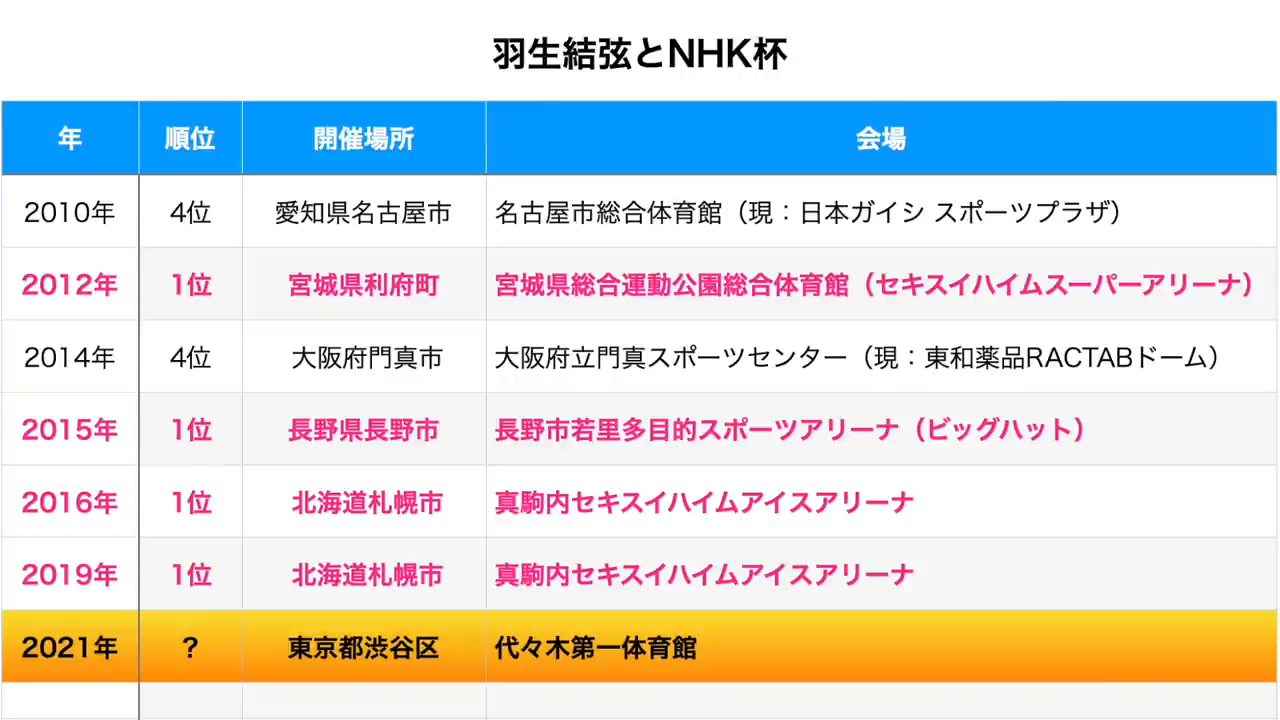 羽生結弦とNHK杯
年 順位 開催場所 会場
2010年 4位 愛知県名古屋市 名古屋市総合体育館（現：日本ガイシ スポーツプラザ）
2012年 1位 宮城県利府町 宮城県総合運動公園総合体育館（セキスイハイムスーパーアリーナ）
2014年 4位 大阪府門真市 大阪府立門真スポーツセンター（現：東和薬品RACTABドーム）
2015年 1位 長野県長野市 長野市若里多目的スポーツアリーナ（ビッグハット）
2016年 1位 北海道札幌市 真駒内セキスイハイムアイスアリーナ
2019年 1位 北海道札幌市 真駒内セキスイハイムアイスアリーナ
2021年 ? 東京都渋谷区 代々木第一体育館